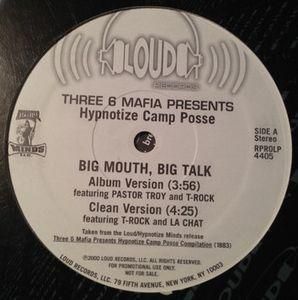 LOUD
RECORDS
THREE 6 MAFIA PRESENTS
Hypnotize Camp Posse
SIDE A
Stereo
RPROLP
4405
MINDS
BIG MOUTH, BIG TALK
Album Version (3:56)
featuring PASTOR TROY and T-ROCK
Clean Version (4:25)
featuring T-ROCK and LA CHAT
Taken from the Loud/Hypnotize Minds release
Three 6 Mafia Presents Hypnotize Camp Posse Compilation (1883)
©2000 LOUD RECORDS, LLC. ALL RIGHTS RESERVED.
FOR PROMOTIONAL USE ONLY.
NOT FOR SALE.
LOUD RECORDS, LLC. 79 FIFTH AVENUE, NEW YORK, NY 10003